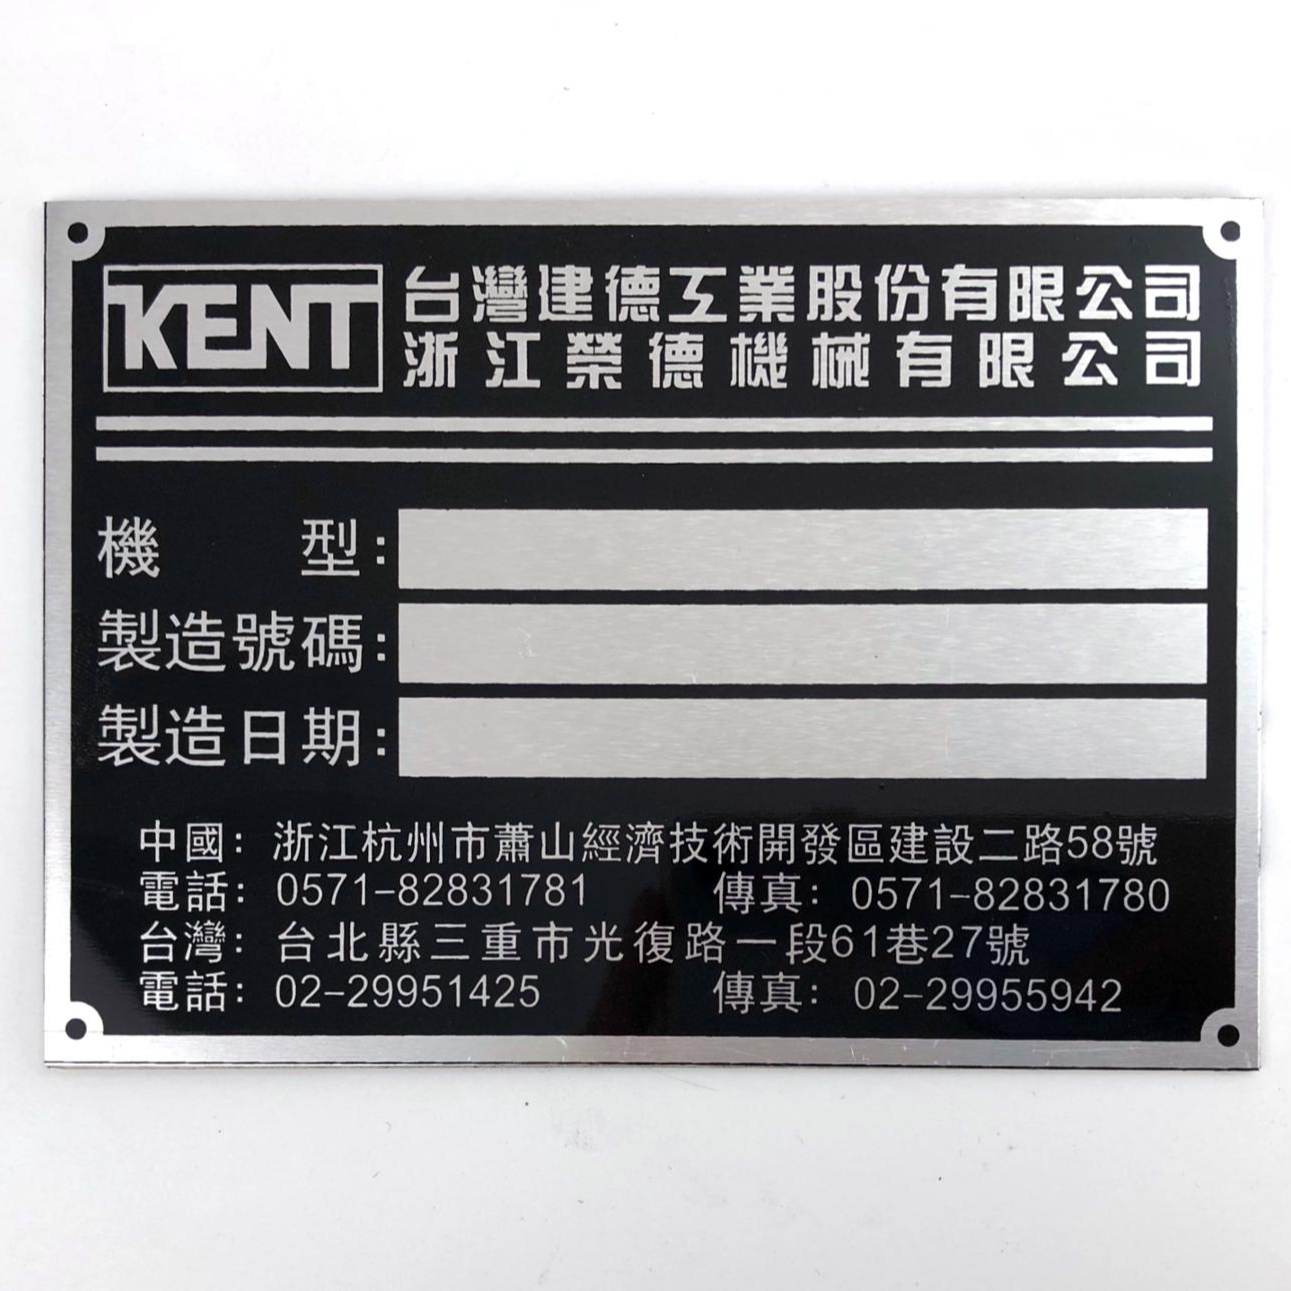 KENT
台灣建德工業股份有限公司
浙江榮德機械有限公司
機 型:
製造號碼:
製造日期:
中國: 浙江杭州市蕭山經濟技術開發區建設二路58號
電話: 0571-82831781 傳真: 0571-82831780
台灣: 台北縣三重市光復路一段61巷27號
電話: 02-29951425 傳真: 02-29955942